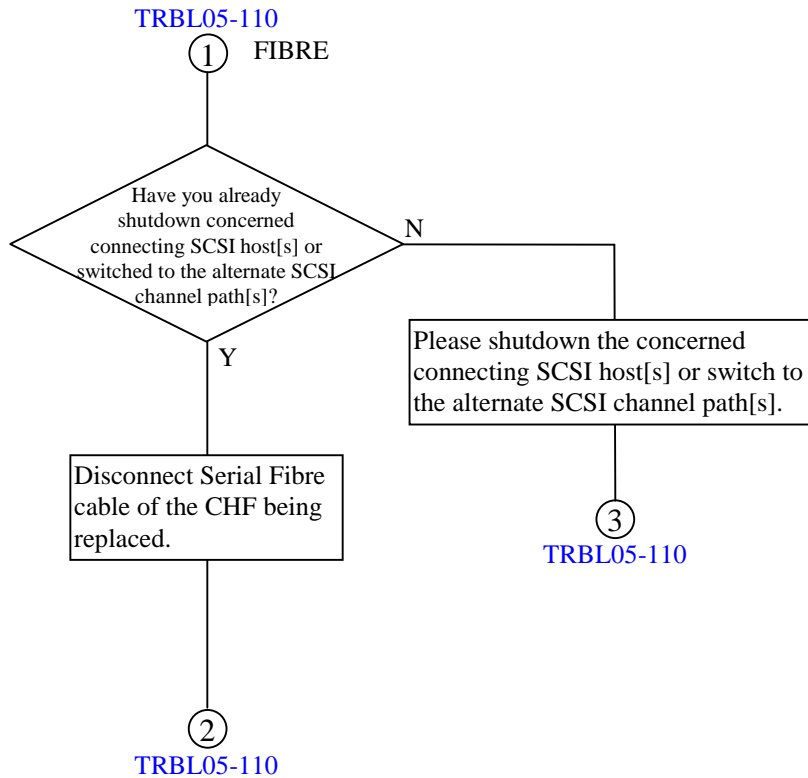 TRBL05-110
1 FIBRE
Have you already
shutdown concerned
connecting SCSI host[s] or
switched to the alternate SCSI
channel path[s]?
N
Y
Please shutdown the concerned
connecting SCSI host[s] or switch to
the alternate SCSI channel path[s].
Disconnect Serial Fibre
cable of the CHF being
replaced.
3
TRBL05-110
2
TRBL05-110